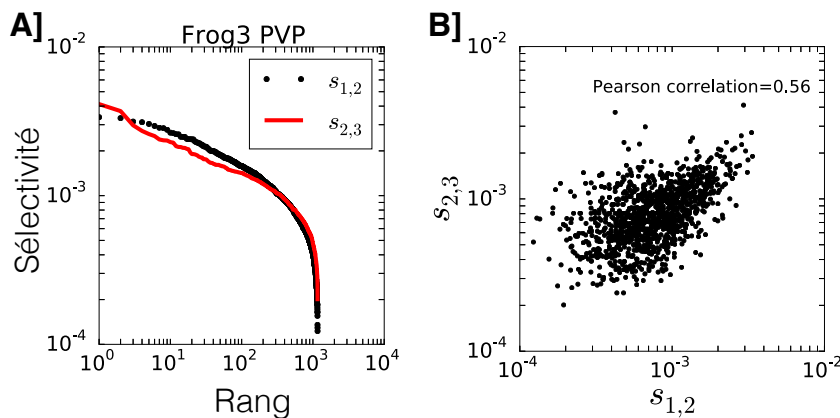 A]
Frog3 PVP
10^{-2}
10^{-3}
10^{-4}
Sélectivité
s_{1,2}
s_{2,3}
10^{0} 10^{1} 10^{2} 10^{3} 10^{4}
Rang
B]
10^{-2}
10^{-3}
10^{-4}
s_{2,3}
Pearson correlation=0.56
10^{-4} 10^{-3} 10^{-2}
s_{1,2}